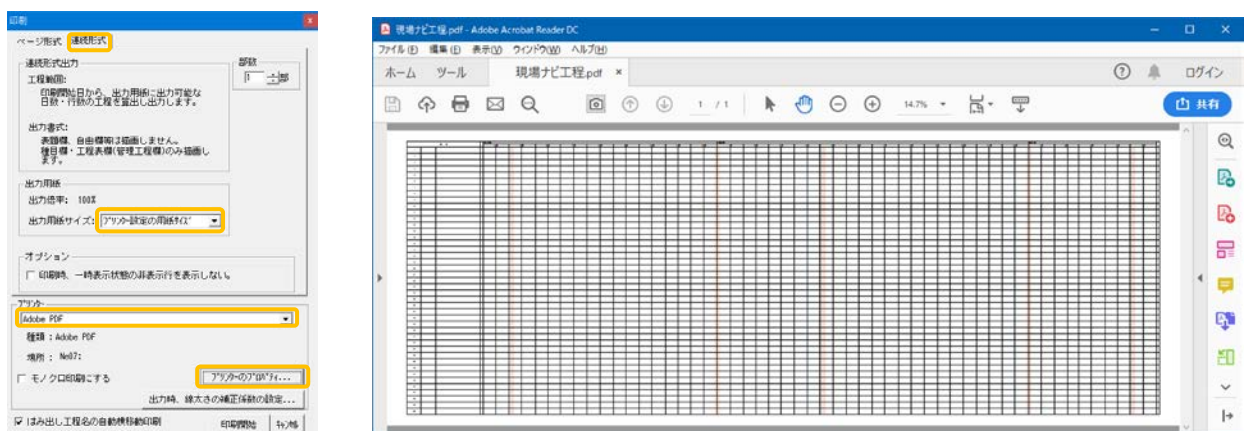 印刷
ページ形式 連続形式
連続形式出力
工程範囲:
印刷開始日から、出力用紙に出力可能な
日数・行数の工程を算出し出力します。
出力書式:
表題欄、自由欄等は描画しません。
種目欄・工程表欄(管理工程欄)のみ描画し
ます。
部数
1 部
出力用紙
出力倍率: 100%
出力用紙サイズ: プリンター設定の用紙サイズ
オプション
印刷時、一時表示状態の非表示行を表示しない。
プリンター
Adobe PDF
種類 : Adobe PDF
場所 : Ne07:
モノクロ印刷にする
プリンターのプロパティ...
出力時、線太さの補正係数の設定...
はみ出し工程名の自動横移動印刷
印刷開始 キャンセル
現場ナビ工程.pdf - Adobe Acrobat Reader DC
ファイル(F) 編集(E) 表示(V) ウィンドウ(W) ヘルプ(H)
ホーム ツール 現場ナビ工程.pdf ×
ログイン
1 / 1
14.7%
共有